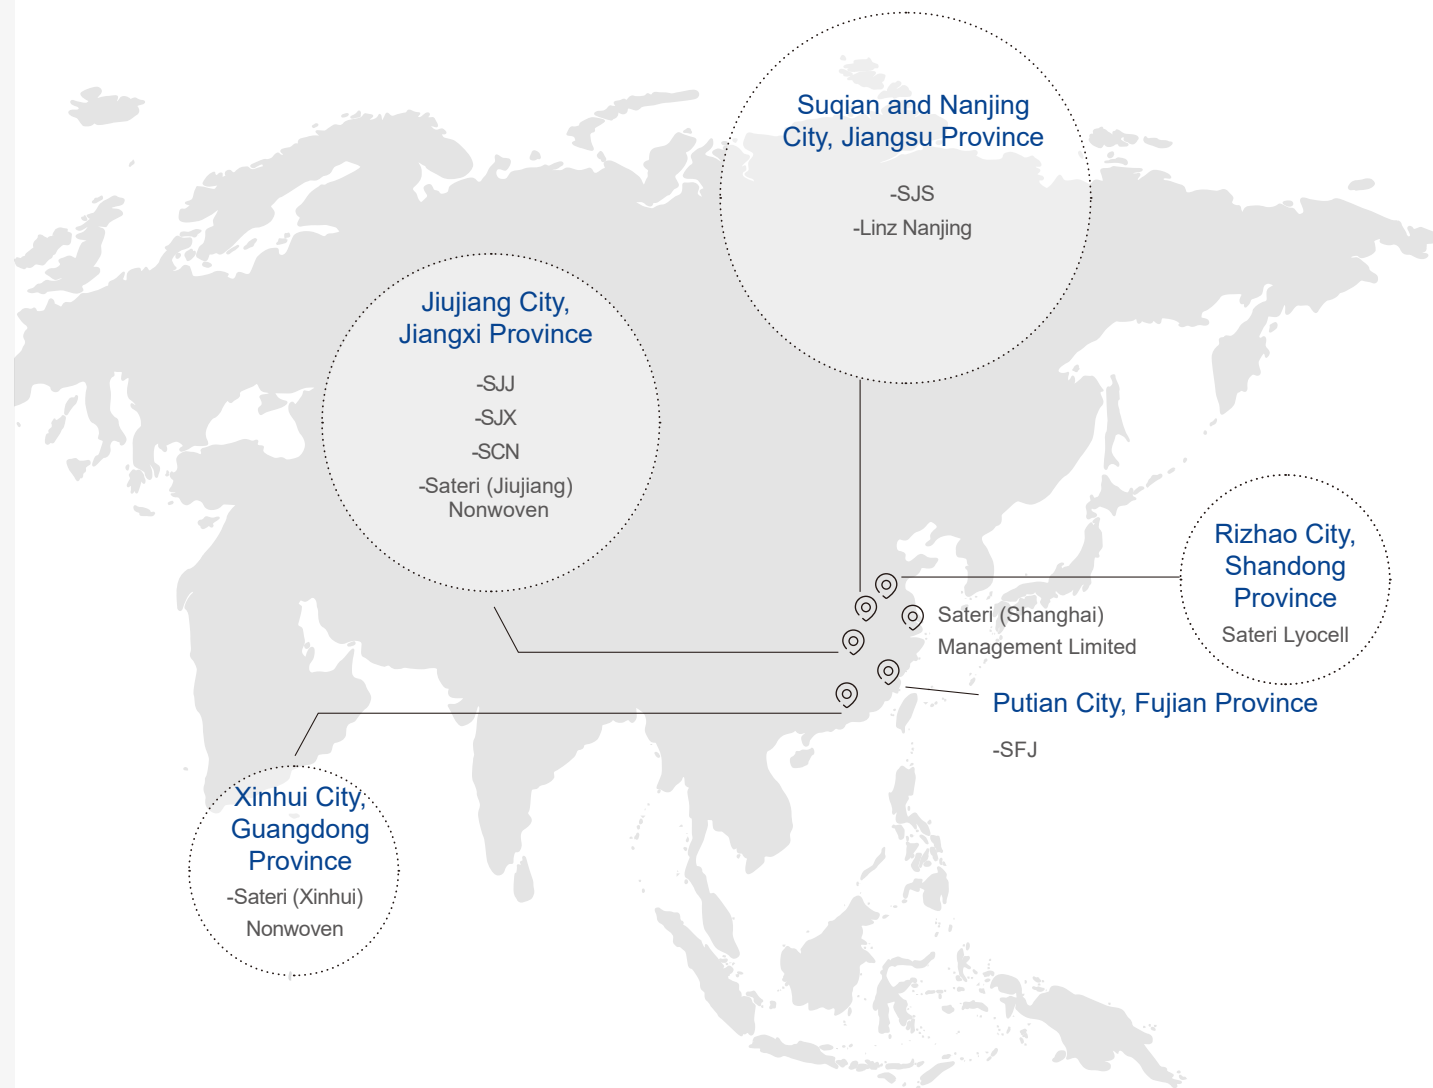 Suqian and Nanjing
City, Jiangsu Province
-SJS
-Linz Nanjing
Jiujiang City,
Jiangxi Province
-SJJ
-SJX
-SCN
-Sateri (Jiujiang)
Nonwoven
Rizhao City,
Shandong
Province
Sateri Lyocell
Sateri (Shanghai)
Management Limited
Putian City, Fujian Province
-SFJ
Xinhui City,
Guangdong
Province
-Sateri (Xinhui)
Nonwoven